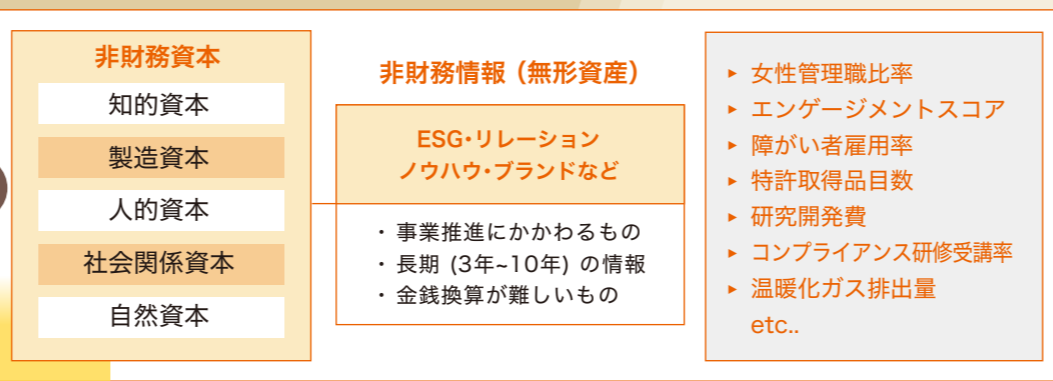 非財務資本
知的資本
製造資本
人的資本
社会関係資本
自然資本
非財務情報（無形資産）
ESG･リレーション
ノウハウ･ブランドなど
・ 事業推進にかかわるもの
・ 長期 (3年~10年) の情報
・ 金銭換算が難しいもの
▸ 女性管理職比率
▸ エンゲージメントスコア
▸ 障がい者雇用率
▸ 特許取得品目数
▸ 研究開発費
▸ コンプライアンス研修受講率
▸ 温暖化ガス排出量
etc..